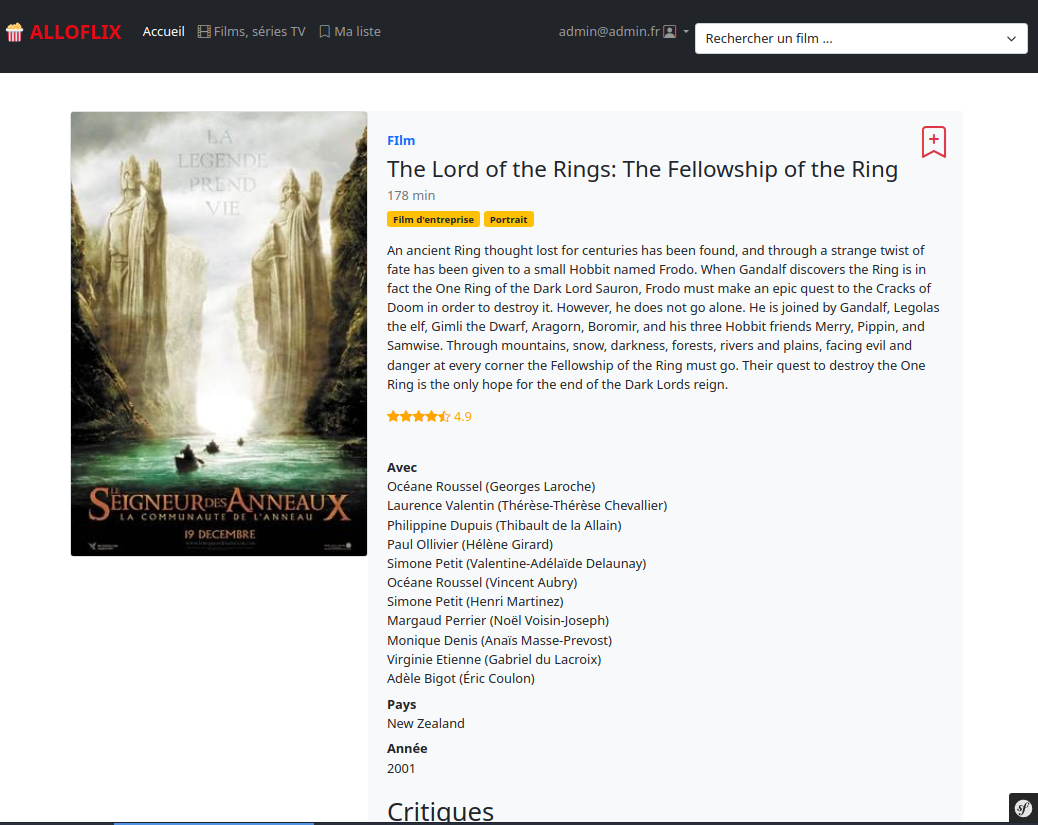 ALLOFLIX
Accueil
Films, séries TV
Ma liste
admin@admin.fr
Rechercher un film ...
LA
LEGENDE
PREND
VIE
LE
SEIGNEUR DES ANNEAUX
LA COMMUNAUTE DE L'ANNEAU
19 DECEMBRE
FIlm
The Lord of the Rings: The Fellowship of the Ring
178 min
Film d'entreprise
Portrait
An ancient Ring thought lost for centuries has been found, and through a strange twist of
fate has been given to a small Hobbit named Frodo. When Gandalf discovers the Ring is in
fact the One Ring of the Dark Lord Sauron, Frodo must make an epic quest to the Cracks of
Doom in order to destroy it. However, he does not go alone. He is joined by Gandalf, Legolas
the elf, Gimli the Dwarf, Aragorn, Boromir, and his three Hobbit friends Merry, Pippin, and
Samwise. Through mountains, snow, darkness, forests, rivers and plains, facing evil and
danger at every corner the Fellowship of the Ring must go. Their quest to destroy the One
Ring is the only hope for the end of the Dark Lords reign.
4.9
Avec
Océane Roussel (Georges Laroche)
Laurence Valentin (Thérèse-Thérèse Chevallier)
Philippine Dupuis (Thibault de la Allain)
Paul Ollivier (Hélène Girard)
Simone Petit (Valentine-Adélaïde Delaunay)
Océane Roussel (Vincent Aubry)
Simone Petit (Henri Martinez)
Margaud Perrier (Noël Voisin-Joseph)
Monique Denis (Anaïs Masse-Prevost)
Virginie Etienne (Gabriel du Lacroix)
Adèle Bigot (Éric Coulon)
Pays
New Zealand
Année
2001
Critiques
sf